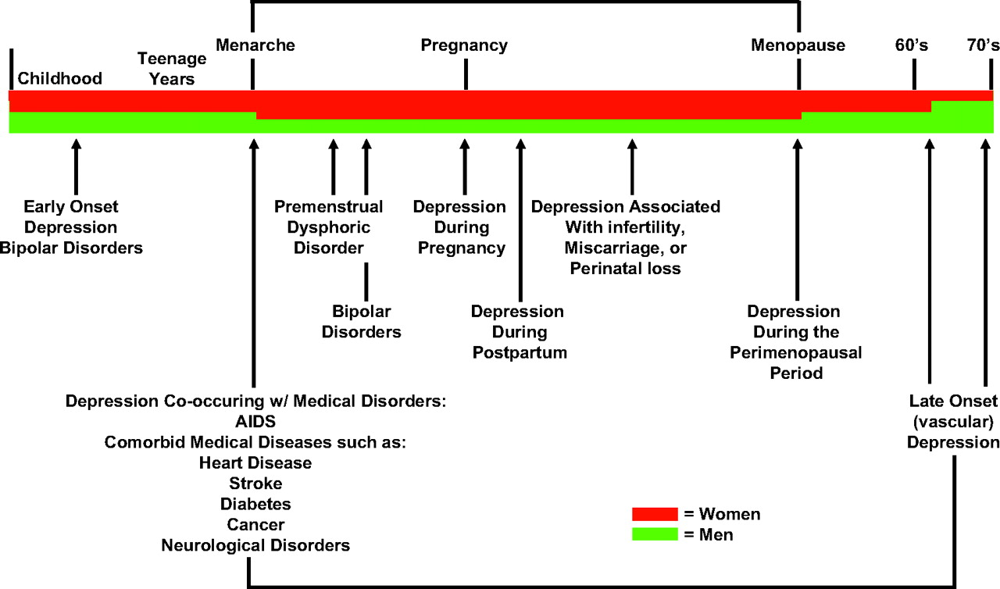 Menarche
Pregnancy
Menopause
60's
70's
Childhood
Teenage
Years
Early Onset
Depression
Bipolar Disorders
Premenstrual
Dysphoric
Disorder
Bipolar
Disorders
Depression
During
Pregnancy
Depression
During
Postpartum
Depression Associated
With infertility,
Miscarriage, or
Perinatal loss
Depression
During the
Perimenopausal
Period
Depression Co-occuring w/ Medical Disorders:
AIDS
Comorbid Medical Diseases such as:
Heart Disease
Stroke
Diabetes
Cancer
Neurological Disorders
Late Onset
(vascular)
Depression
= Women
= Men